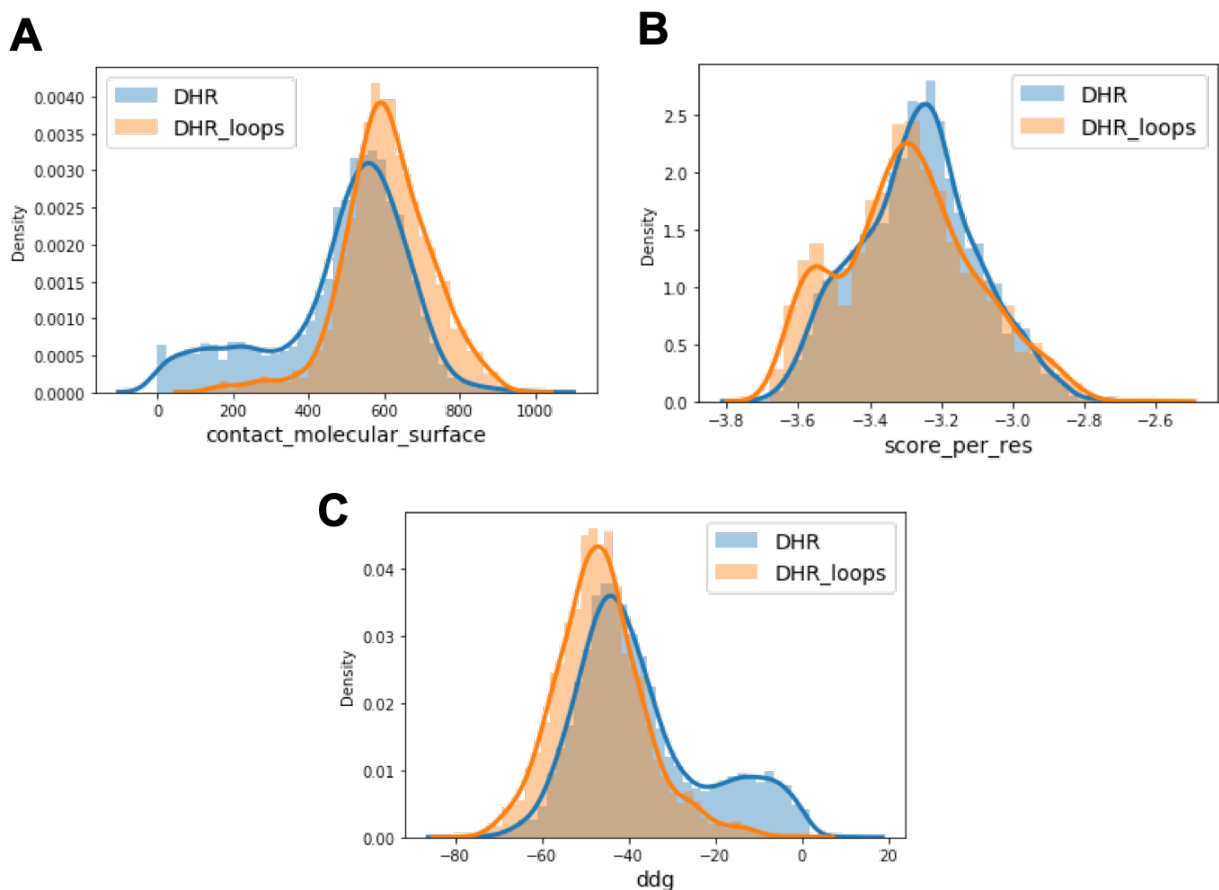 A
DHR
DHR_loops
Density
0.0040
0.0035
0.0030
0.0025
0.0020
0.0015
0.0010
0.0005
0.0000
0 200 400 600 800 1000
contact_molecular_surface
B
DHR
DHR_loops
Density
2.5
2.0
1.5
1.0
0.5
0.0
−3.8 −3.6 −3.4 −3.2 −3.0 −2.8 −2.6
score_per_res
C
DHR
DHR_loops
Density
0.04
0.03
0.02
0.01
0.00
−80 −60 −40 −20 0 20
ddg